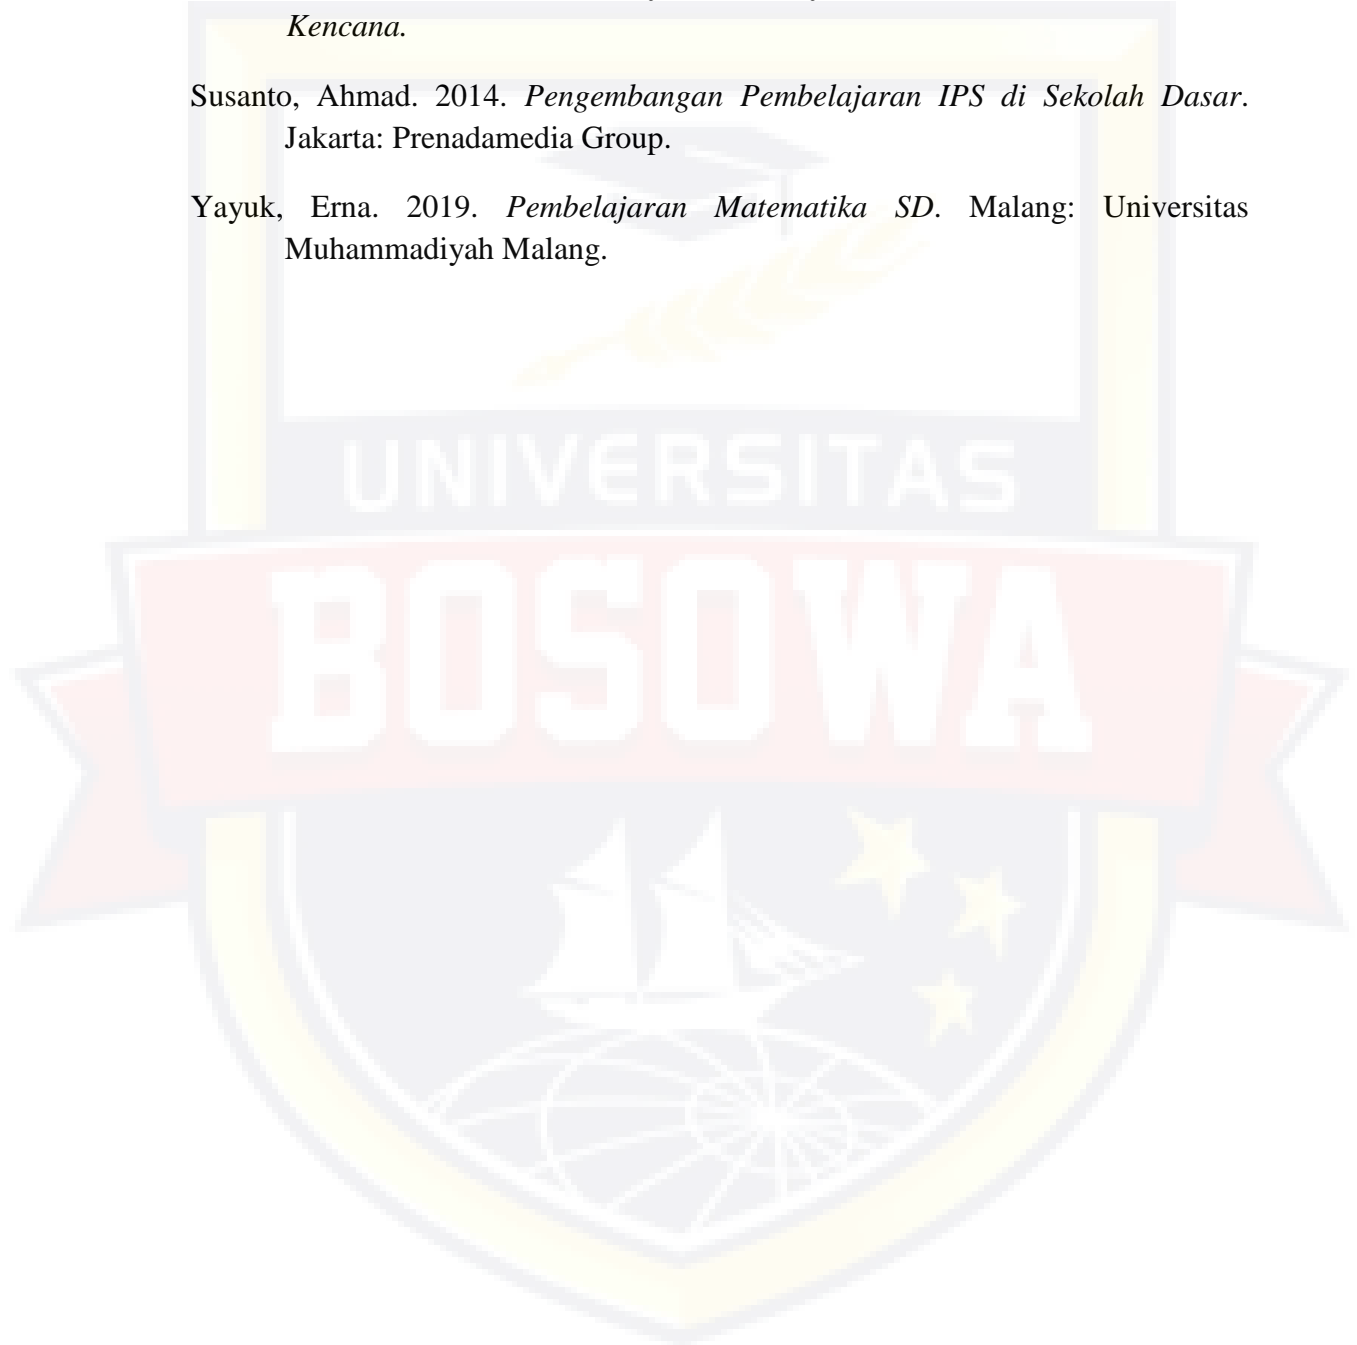 Kencana.
Susanto, Ahmad. 2014. Pengembangan Pembelajaran IPS di Sekolah Dasar.
Jakarta: Prenadamedia Group.
Yayuk, Erna. 2019. Pembelajaran Matematika SD. Malang: Universitas
Muhammadiyah Malang.
UNIVERSITAS
BOSOWA